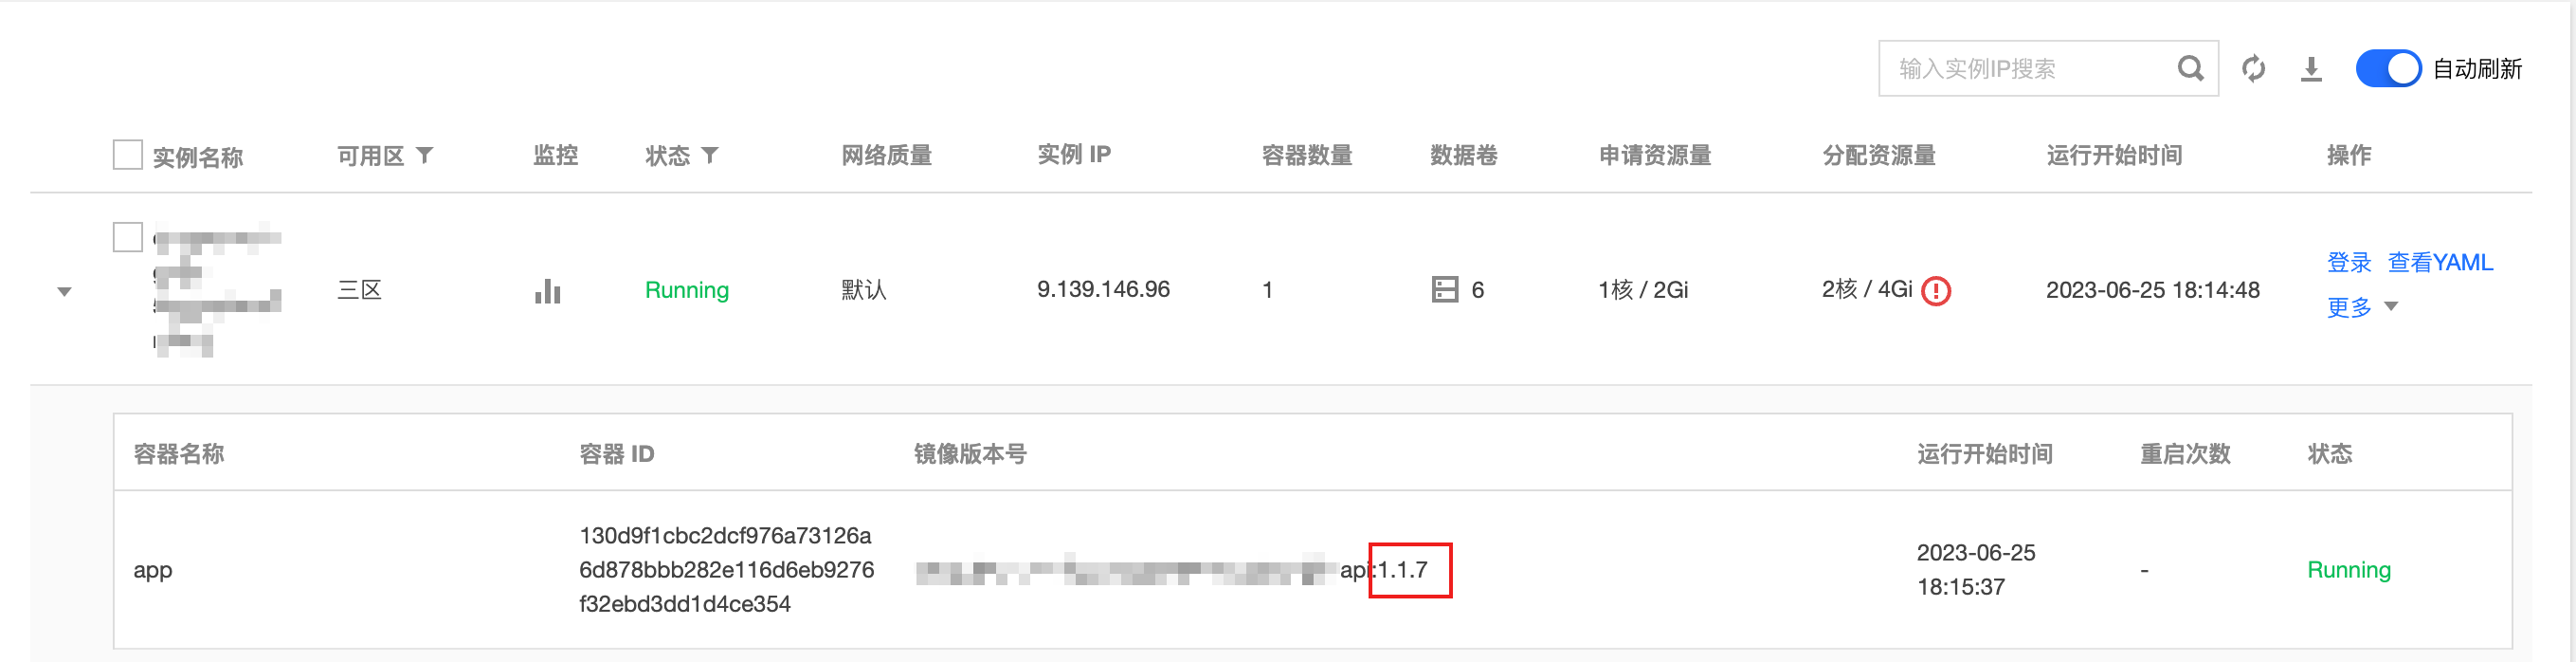 输入实例IP搜索 自动刷新
实例名称 可用区 监控 状态 网络质量 实例 IP 容器数量 数据卷 申请资源量 分配资源量 运行开始时间 操作
三区 Running 默认 9.139.146.96 1 6 1核 / 2Gi 2核 / 4Gi 2023-06-25 18:14:48 登录 查看YAML
更多
容器名称 容器 ID 镜像版本号 运行开始时间 重启次数 状态
app 130d9f1cbc2dcf976a73126a
6d878bbb282e116d6eb9276
f32ebd3dd1d4ce354
api:1.1.7
2023-06-25
18:15:37
-
Running